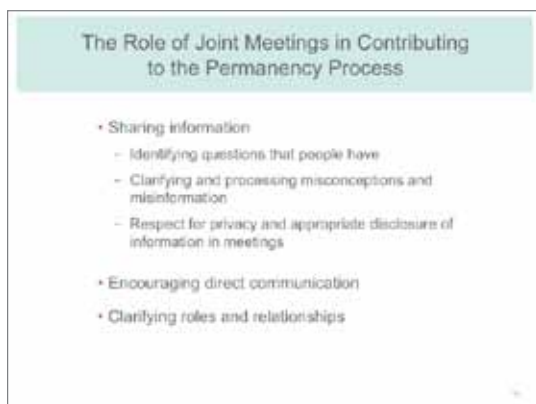 The Role of Joint Meetings in Contributing
to the Permanency Process
• Sharing information
– Identifying questions that people have
– Clarifying and processing misconceptions and
misinformation
– Respect for privacy and appropriate disclosure of
information in meetings
• Encouraging direct communication
• Clarifying roles and relationships